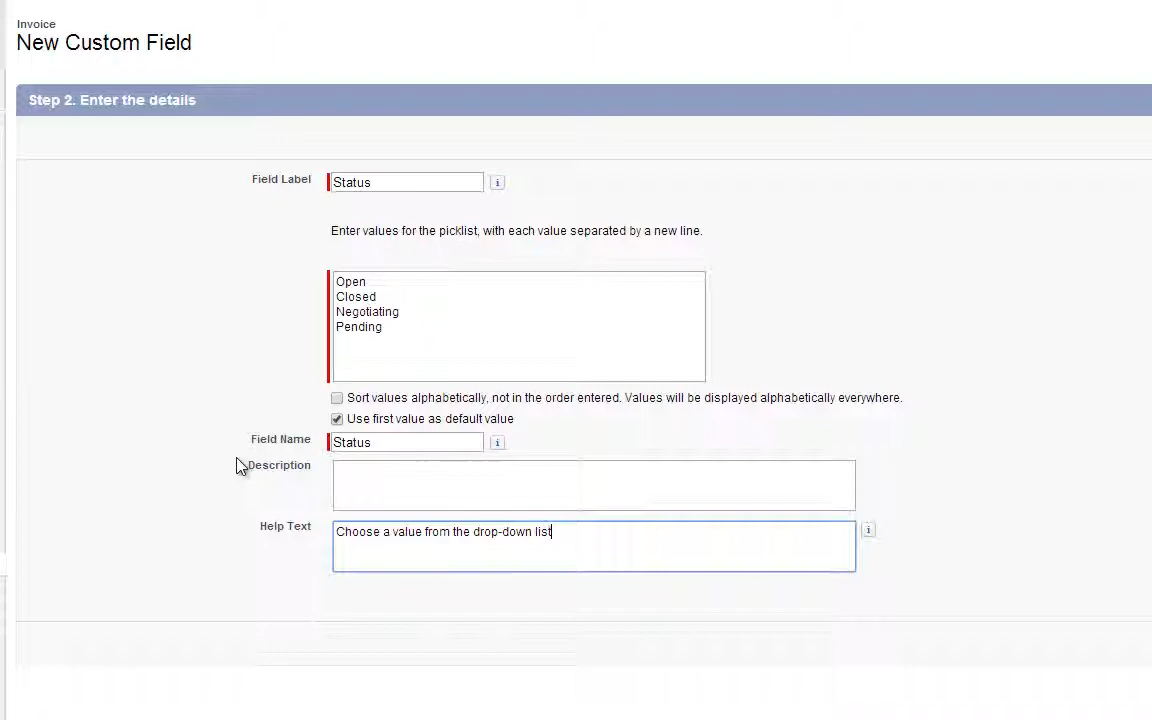 Invoice
New Custom Field
Step 2. Enter the details
Field Label
Status
i
Enter values for the picklist, with each value separated by a new line.
Open
Closed
Negotiating
Pending
Sort values alphabetically, not in the order entered. Values will be displayed alphabetically everywhere.
Use first value as default value
Field Name
Status
i
Description
Help Text
Choose a value from the drop-down list
i